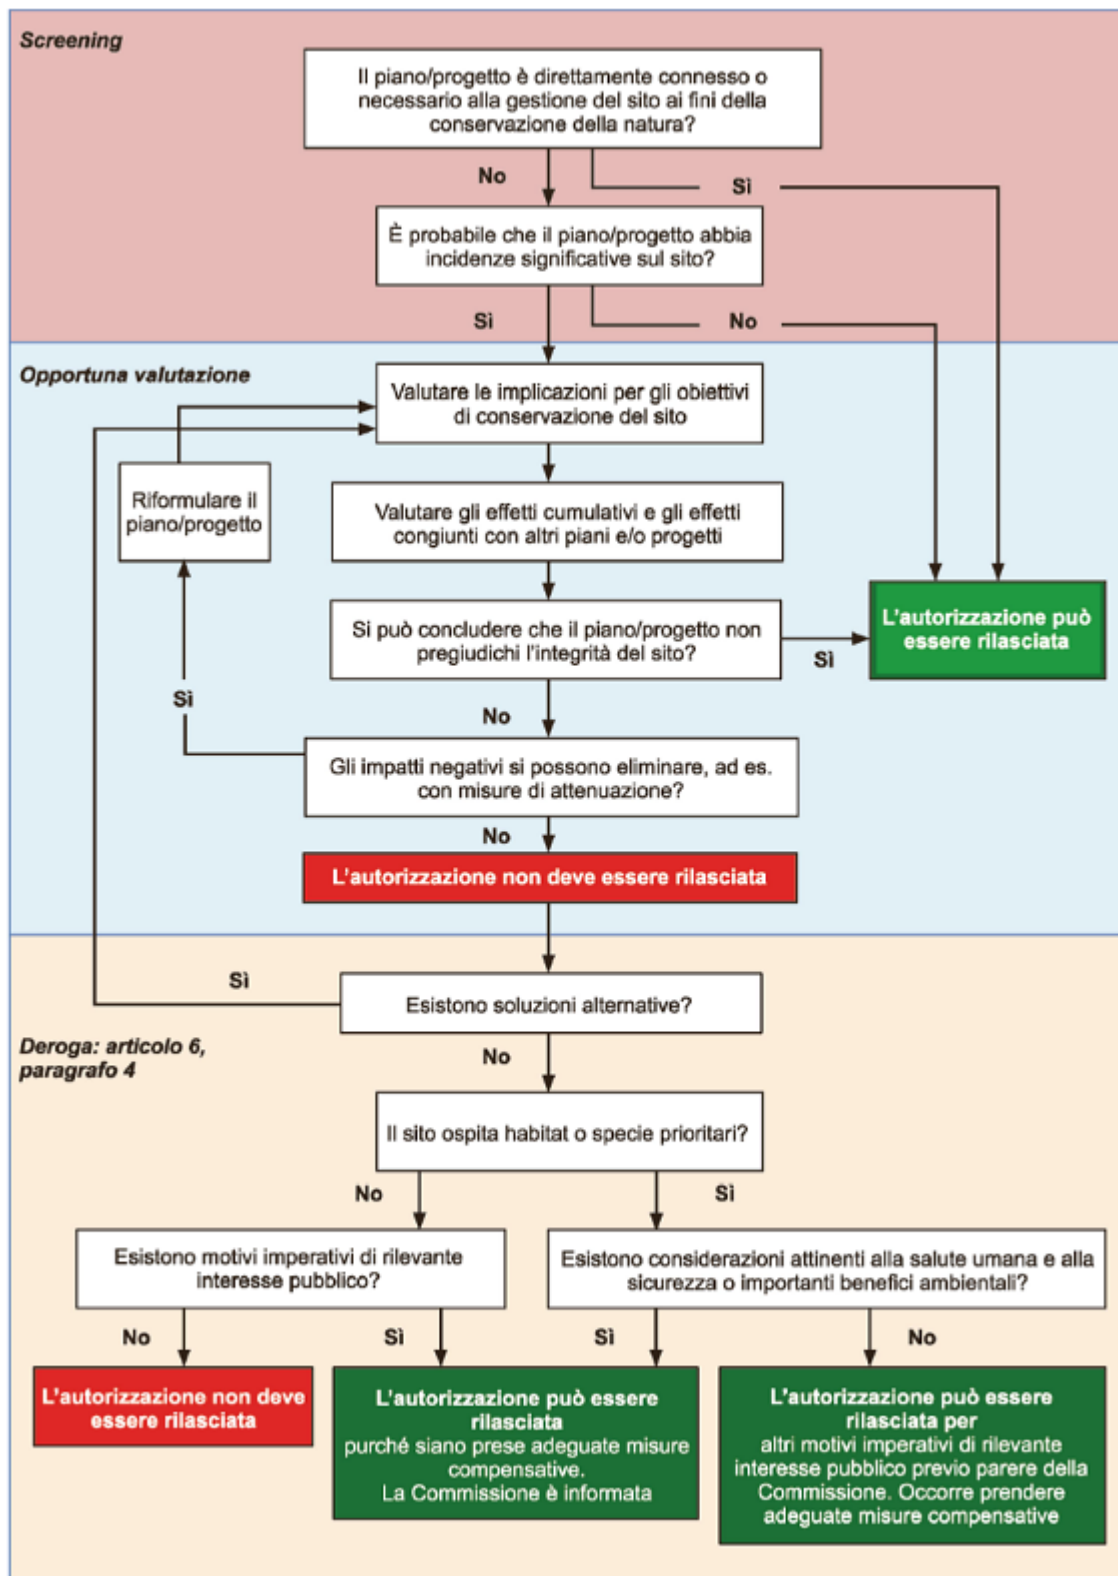 Screening
Il piano/progetto è direttamente connesso o
necessario alla gestione del sito ai fini della
conservazione della natura?
No
Sì
È probabile che il piano/progetto abbia
incidenze significative sul sito?
Sì
No
Opportuna valutazione
Valutare le implicazioni per gli obiettivi
di conservazione del sito
Riformulare il
piano/progetto
Valutare gli effetti cumulativi e gli effetti
congiunti con altri piani e/o progetti
L'autorizzazione può
essere rilasciata
Si può concludere che il piano/progetto non
pregiudichi l'integrità del sito?
Sì
Sì
No
Gli impatti negativi si possono eliminare, ad es.
con misure di attenuazione?
No
L'autorizzazione non deve essere rilasciata
Sì
Esistono soluzioni alternative?
Deroga: articolo 6,
paragrafo 4
No
Il sito ospita habitat o specie prioritari?
No
Sì
Esistono motivi imperativi di rilevante
interesse pubblico?
Esistono considerazioni attinenti alla salute umana e alla
sicurezza o importanti benefici ambientali?
No
Sì
Sì
No
L'autorizzazione non deve
essere rilasciata
L'autorizzazione può essere
rilasciata
purché siano prese adeguate misure
compensative.
La Commissione è informata
L'autorizzazione può essere
rilasciata per
altri motivi imperativi di rilevante
interesse pubblico previo parere della
Commissione. Occorre prendere
adeguate misure compensative